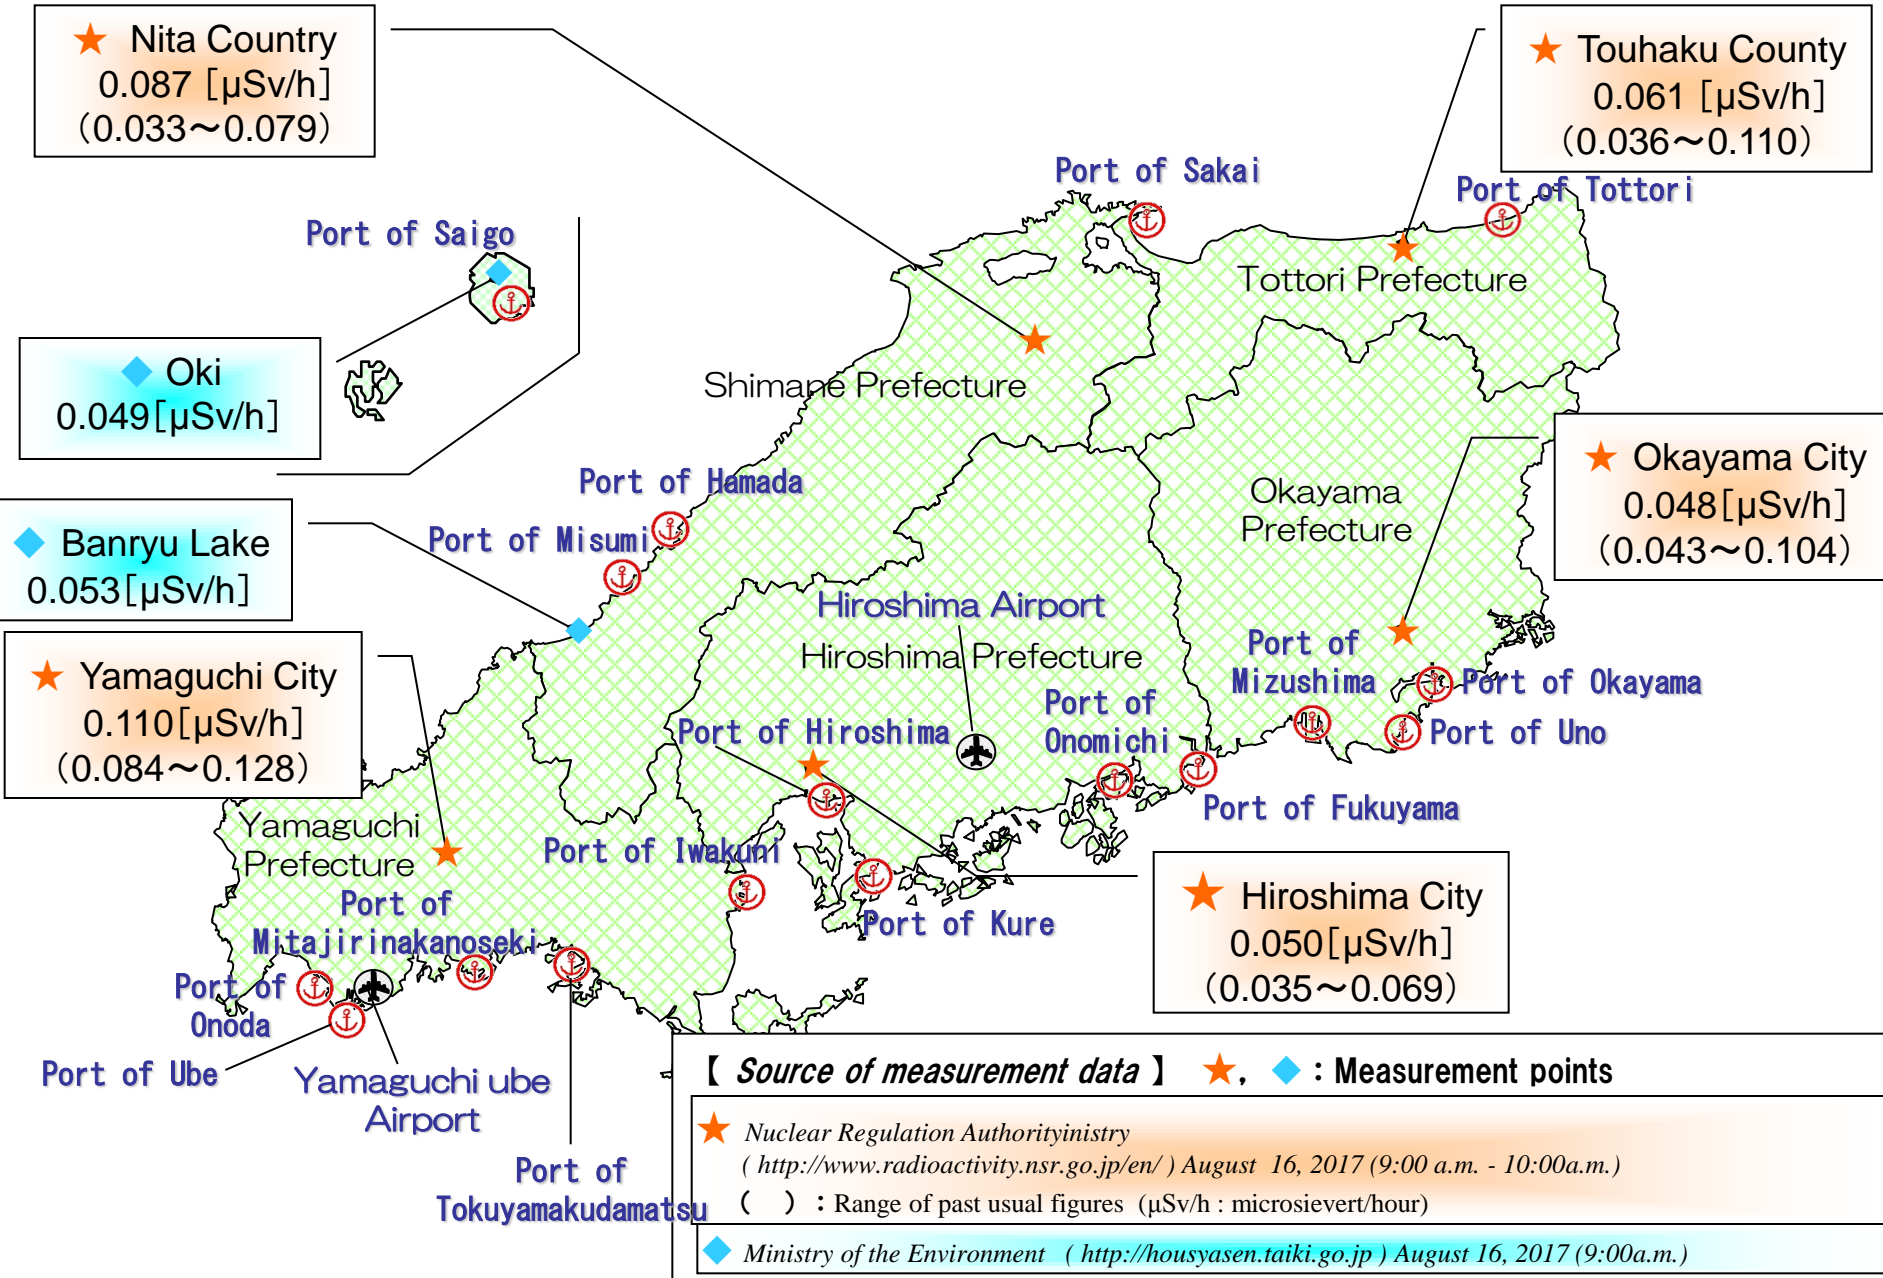 ★ Nita Country
0.087 [μSv/h]
（0.033～0.079）
★ Touhaku County
0.061 [μSv/h]
（0.036～0.110）
Port of Sakai
Port of Tottori
Port of Saigo
Tottori Prefecture
◆ Oki
0.049[μSv/h]
Shimane Prefecture
★ Okayama City
0.048[μSv/h]
（0.043～0.104）
Port of Hamada
Okayama
Prefecture
Port of Misumi
◆ Banryu Lake
0.053[μSv/h]
Hiroshima Airport
Hiroshima Prefecture
Port of
Mizushima
Port of Okayama
★ Yamaguchi City
0.110[μSv/h]
（0.084～0.128）
Port of Hiroshima
Port of
Onomichi
Port of Uno
Port of Fukuyama
Yamaguchi
Prefecture
Port of Iwakuni
Port of Kure
★ Hiroshima City
0.050[μSv/h]
（0.035～0.069）
Port of
Mitajirinakanoseki
Port of
Onoda
Port of Ube
Yamaguchi ube
Airport
Port of
Tokuyamakudamatsu
【 Source of measurement data 】 ★, ◆ : Measurement points
★ Nuclear Regulation Authorityinistry
( http://www.radioactivity.nsr.go.jp/en/ ) August 16, 2017 (9:00 a.m. - 10:00a.m.)
（ ） : Range of past usual figures (μSv/h : microsievert/hour)
◆ Ministry of the Environment ( http://housyasen.taiki.go.jp ) August 16, 2017 (9:00a.m.)